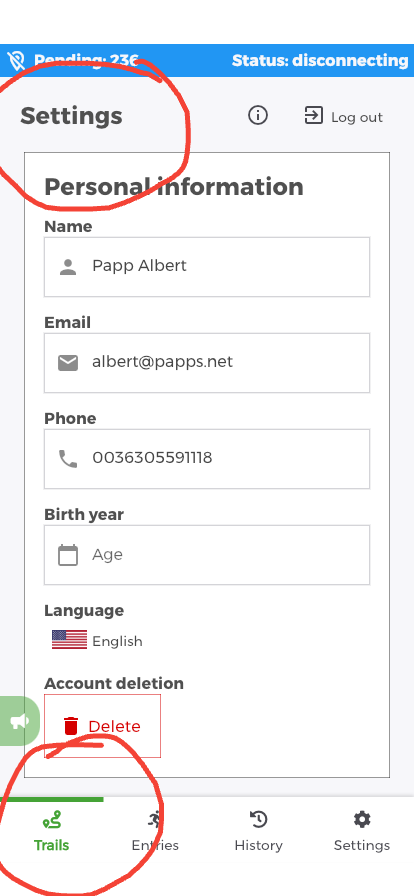 Pending: 236 Status: disconnecting
Settings Log out
Personal information
Name
Papp Albert
Email
albert@papps.net
Phone
0036305591118
Birth year
Age
Language
English
Account deletion
Delete
Trails Entries History Settings